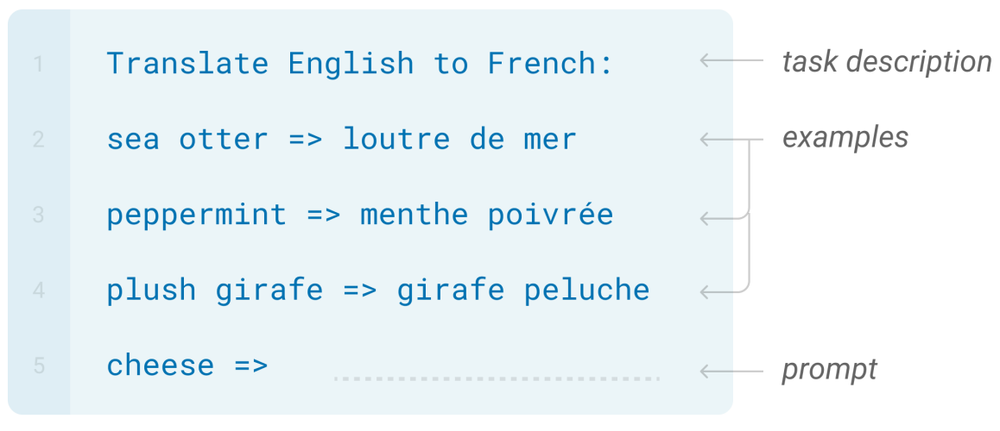 1 Translate English to French: task description
2 sea otter => loutre de mer examples
3 peppermint => menthe poivrée
4 plush girafe => girafe peluche
5 cheese => prompt